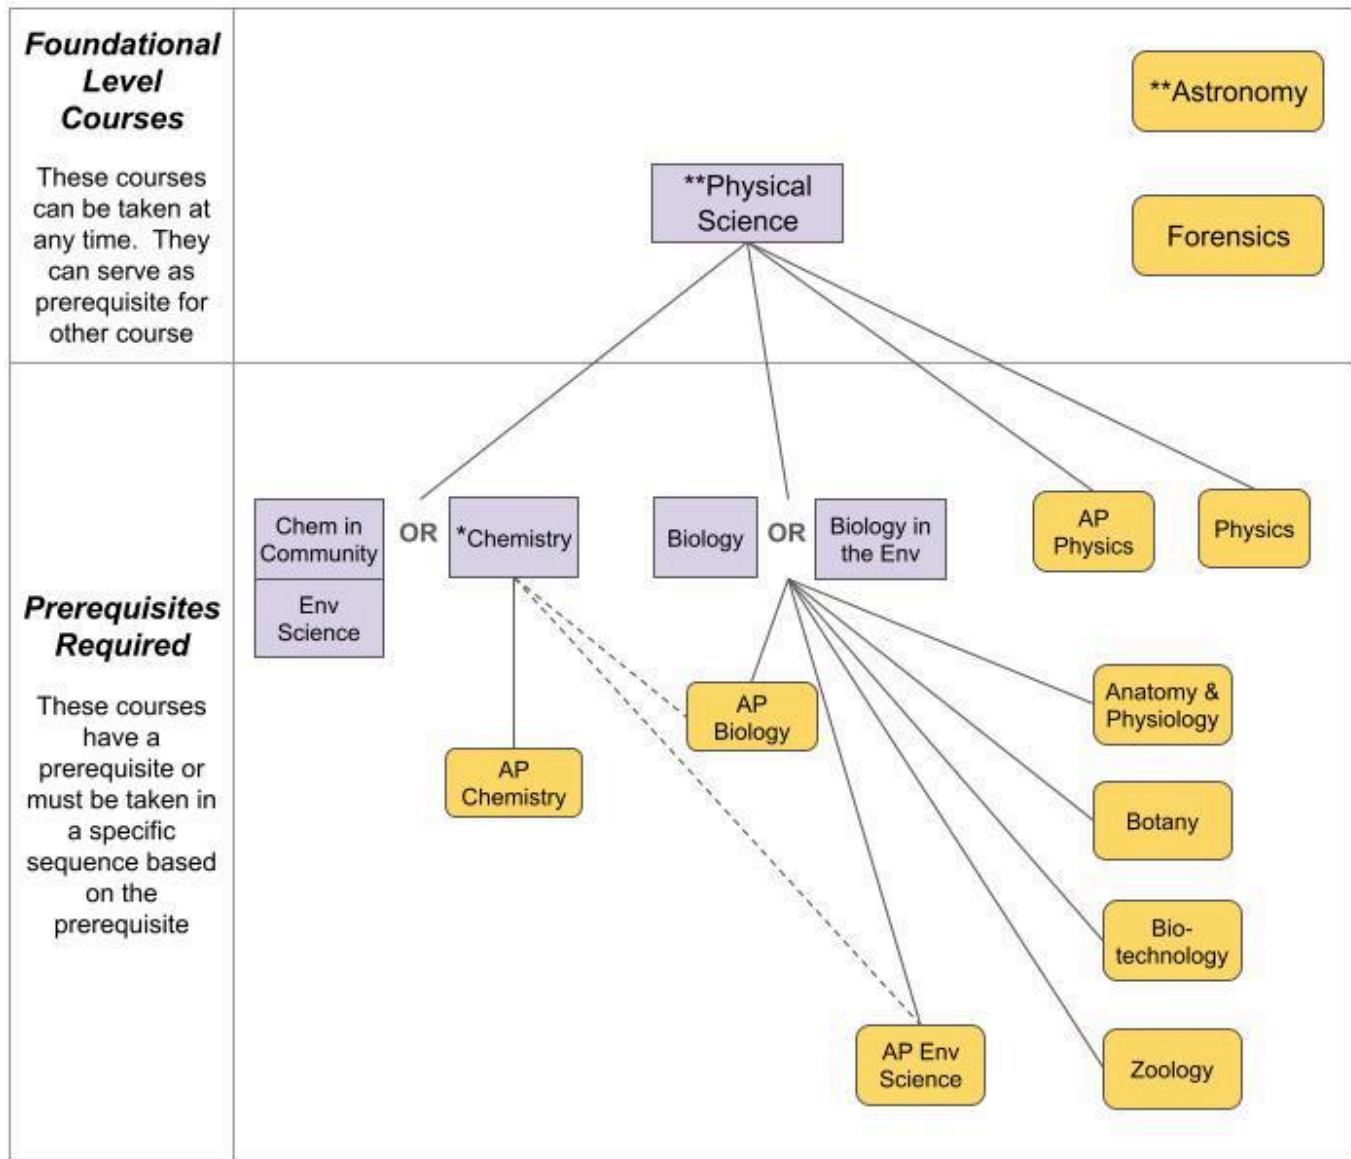 Foundational
Level
Courses
These courses
can be taken at
any time. They
can serve as
prerequisite for
other course
**Astronomy
**Physical
Science
Forensics
Prerequisites
Required
These courses
have a
prerequisite or
must be taken in
a specific
sequence based
on the
prerequisite
Chem in
Community
Env
Science
OR
*Chemistry
Biology
OR
Biology in
the Env
AP
Physics
Physics
AP
Chemistry
AP
Biology
Anatomy &
Physiology
Botany
Bio-
technology
AP Env
Science
Zoology